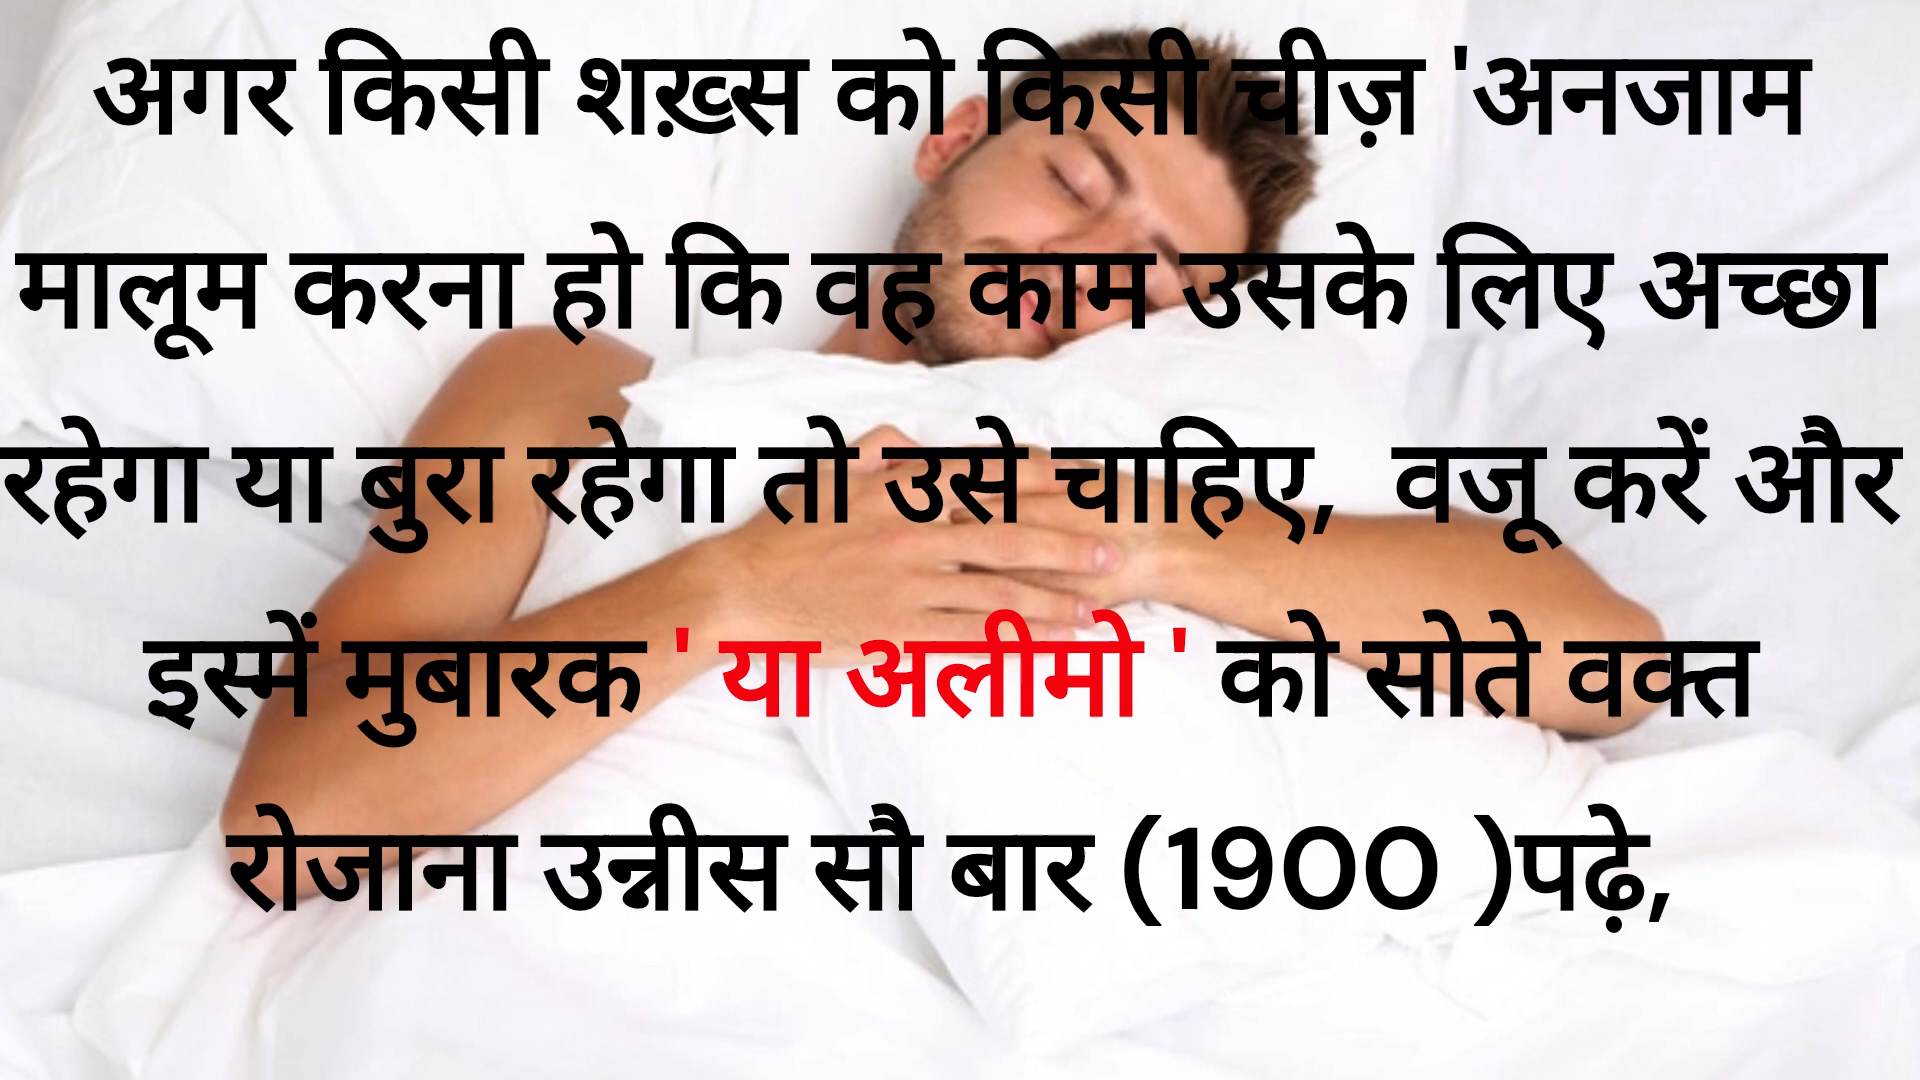 अगर किसी शख़्स को किसी चीज़ 'अनजाम
मालूम करना हो कि वह काम उसके लिए अच्छा
रहेगा या बुरा रहेगा तो उसे चाहिए, वजू करें और
इस्में मुबारक ' या अलीमो ' को सोते वक्त
रोजाना उन्नीस सौ बार (1900 )पढ़े,